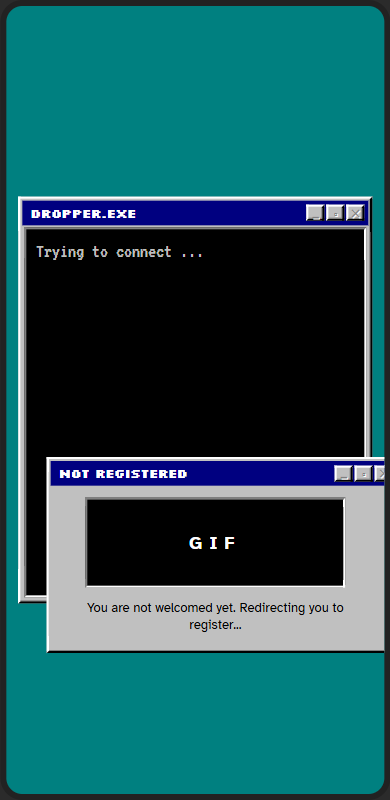 DROPPER.EXE
Trying to connect ...
NOT REGISTERED
GIF
You are not welcomed yet. Redirecting you to
register...